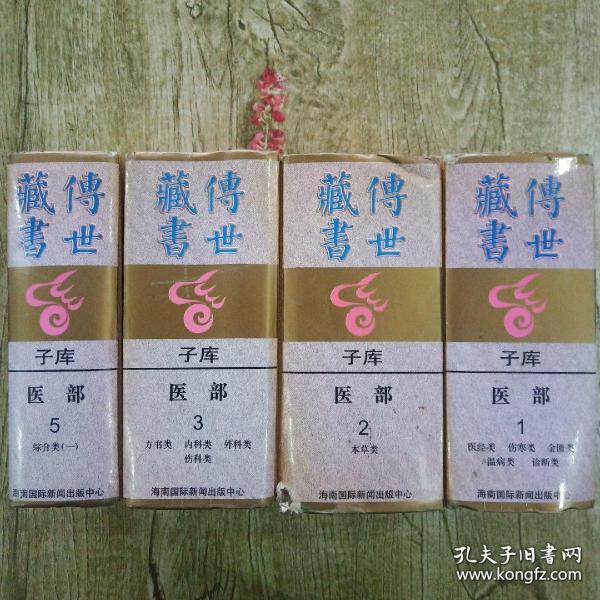 傳世藏書
子库
医部
5
综合类(一)
海南国际新闻出版中心
傳世藏書
子库
医部
3
方书类 内科类 外科类
伤科类
海南国际新闻出版中心
傳世藏書
子库
医部
2
本草类
海南国际新闻出版中心
傳世藏書
子库
医部
1
医经类 伤寒类 金匮类
温病类 诊断类
海南国际新闻出版中心
孔夫子旧书网
www.kongfz.com